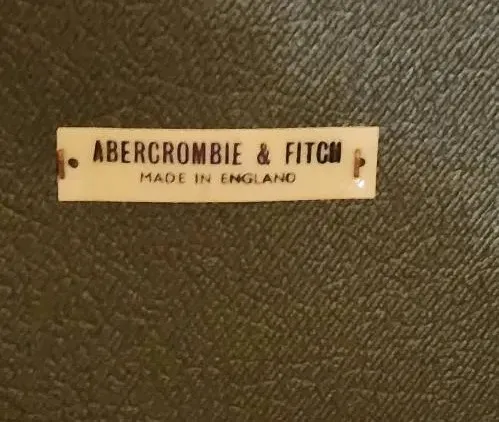 ABERCROMBIE & FITCH
MADE IN ENGLAND